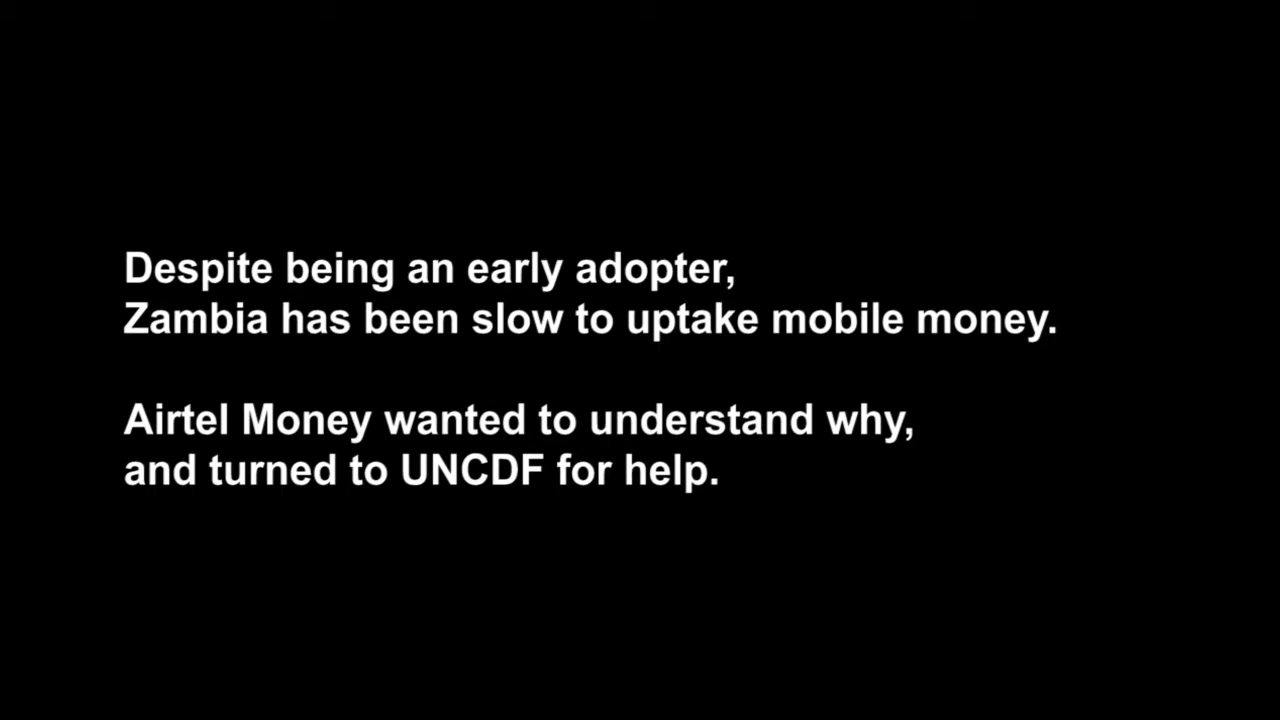 Despite being an early adopter,
Zambia has been slow to uptake mobile money.
Airtel Money wanted to understand why,
and turned to UNCDF for help.